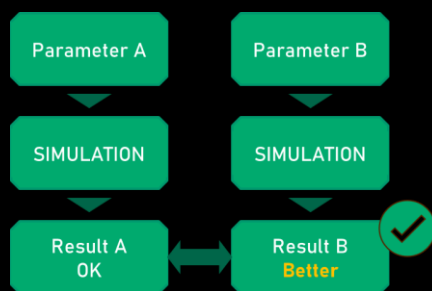 Parameter A
Parameter B
SIMULATION
SIMULATION
Result A
OK
Result B
Better